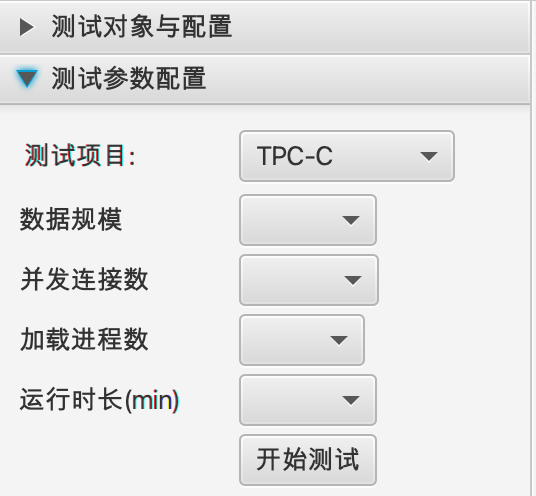 测试对象与配置
测试参数配置
测试项目: TPC-C
数据规模
并发连接数
加载进程数
运行时长(min)
开始测试